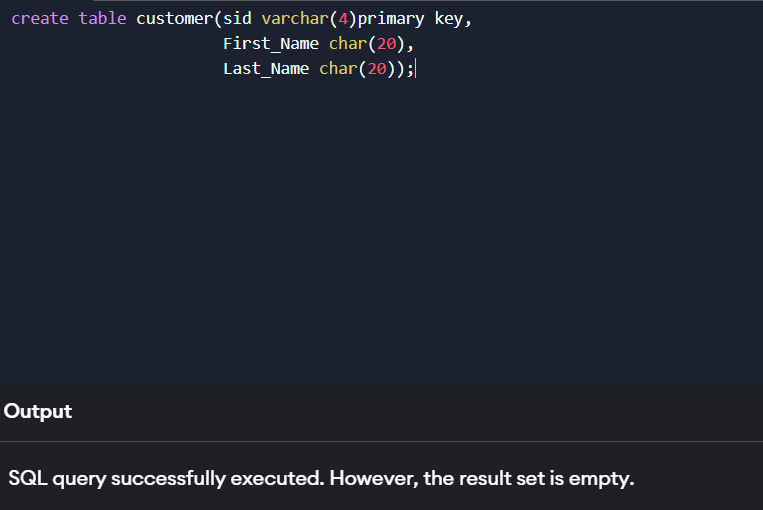 create table customer(sid varchar(4)primary key,
First_Name char(20),
Last_Name char(20));
Output
SQL query successfully executed. However, the result set is empty.